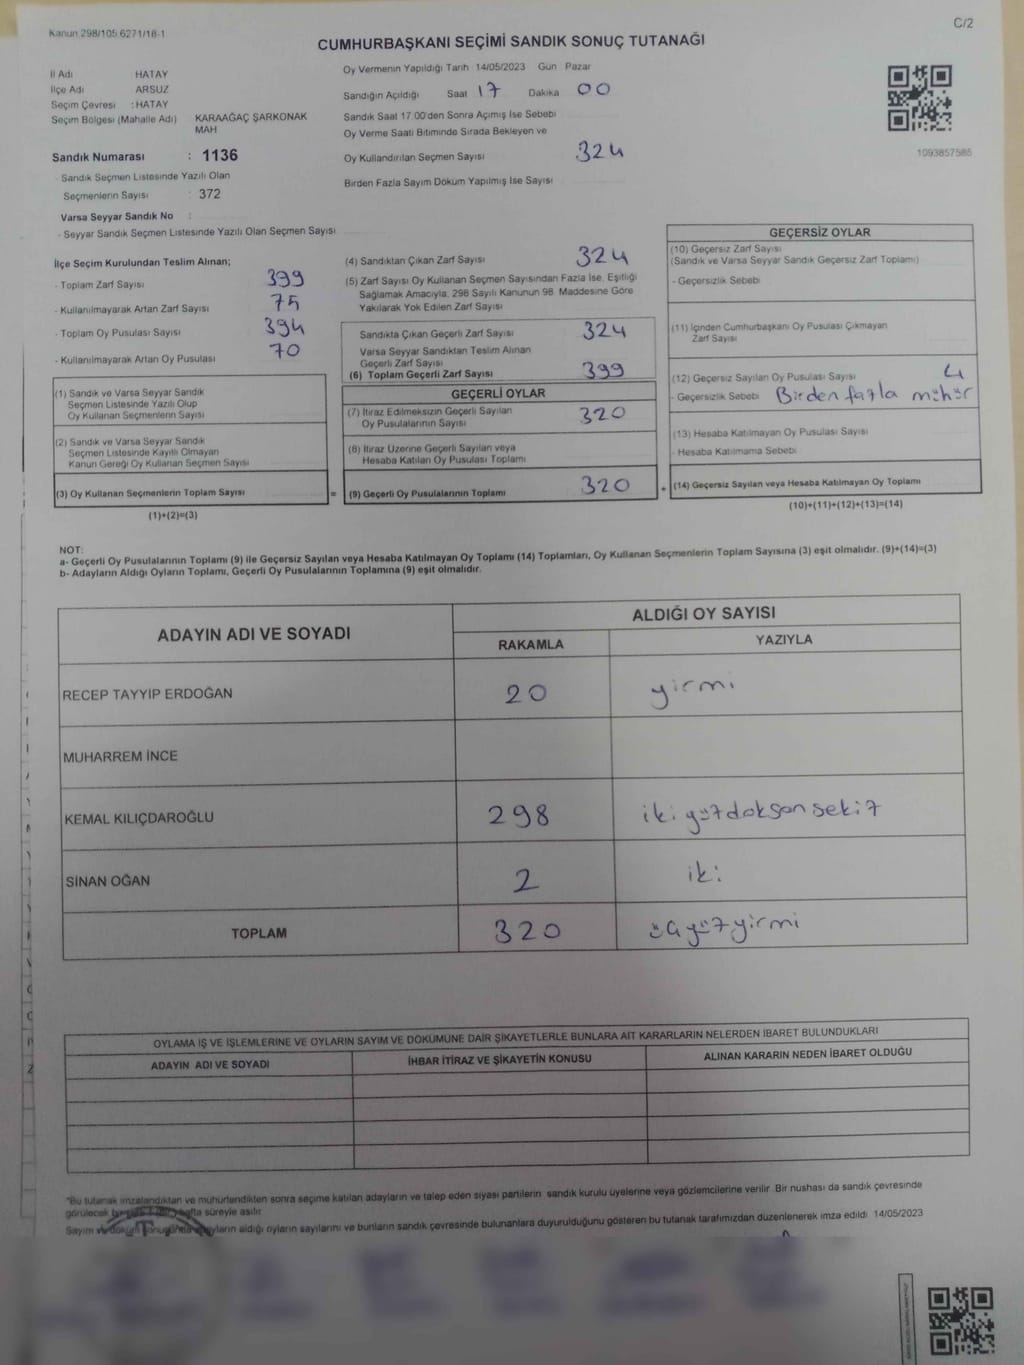 Kanun 298/105 6271/18-1
C/2
CUMHURBAŞKANI SEÇİMİ SANDIK SONUÇ TUTANAĞI
İl Adı HATAY
İlçe Adı ARSUZ
Seçim Çevresi : HATAY
Seçim Bölgesi (Mahalle Adı) KARAAĞAÇ ŞARKONAK MAH
Sandık Numarası : 1136
- Sandık Seçmen Listesinde Yazılı Olan
Seçmenlerin Sayısı : 372
Varsa Seyyar Sandık No :
- Seyyar Sandık Seçmen Listesinde Yazılı Olan Seçmen Sayısı
Oy Vermenin Yapıldığı Tarih 14/05/2023 Gün Pazar
Sandığın Açıldığı Saat 17 Dakika 00
Sandık Saat 17 00'den Sonra Açımış İse Sebebi
Oy Verme Saati Bitiminde Sırada Bekleyen ve
Oy Kullandırılan Seçmen Sayısı 324
Birden Fazla Sayım Döküm Yapılmış İse Sayısı
1093857585
İlçe Seçim Kurulundan Teslim Alınan;
- Toplam Zarf Sayısı 399
- Kullanılmayarak Artan Zarf Sayısı 75
- Toplam Oy Pusulası Sayısı 394
- Kullanılmayarak Artan Oy Pusulası 70
(1) Sandık ve Varsa Seyyar Sandık
Seçmen Listesinde Yazılı Olup
Oy Kullanan Seçmenlerin Sayısı
(2) Sandık ve Varsa Seyyar Sandık
Seçmen Listesinde Kayıtlı Olmayan
Kanun Gereği Oy Kullanan Seçmen Sayısı
(3) Oy Kullanan Seçmenlerin Toplam Sayısı
(1)+(2)=(3)
(4) Sandıktan Çıkan Zarf Sayısı 324
(5) Zarf Sayısı Oy Kullanan Seçmen Sayısından Fazla İse, Eşitliği
Sağlamak Amacıyla, 298 Sayılı Kanunun 98. Maddesine Göre
Yakılarak Yok Edilen Zarf Sayısı
Sandıkta Çıkan Geçerli Zarf Sayısı 324
Varsa Seyyar Sandıktan Teslim Alınan
Geçerli Zarf Sayısı
(6) Toplam Geçerli Zarf Sayısı 399
GEÇERLİ OYLAR
(7) İtiraz Edilmeksizin Geçerli Sayılan
Oy Pusulalarının Sayısı 320
(8) İtiraz Üzerine Geçerli Sayılan veya
Hesaba Katılan Oy Pusulası Toplamı
= (9) Geçerli Oy Pusulalarının Toplamı 320
GEÇERSİZ OYLAR
(10) Geçersiz Zarf Sayısı
(Sandık ve Varsa Seyyar Sandık Geçersiz Zarf Toplamı)
- Geçersizlik Sebebi
(11) İçinden Cumhurbaşkanı Oy Pusulası Çıkmayan
Zarf Sayısı
(12) Geçersiz Sayılan Oy Pusulası Sayısı 4
- Geçersizlik Sebebi Birden fazla mühür
(13) Hesaba Katılmayan Oy Pusulası Sayısı
- Hesaba Katılmama Sebebi
+ (14) Geçersiz Sayılan veya Hesaba Katılmayan Oy Toplamı
(10)+(11)+(12)+(13)=(14)
NOT:
a- Geçerli Oy Pusulalarının Toplamı (9) ile Geçersiz Sayılan veya Hesaba Katılmayan Oy Toplamı (14) Toplamları, Oy Kullanan Seçmenlerin Toplam Sayısına (3) eşit olmalıdır. (9)+(14)=(3)
b- Adayların Aldığı Oyların Toplamı, Geçerli Oy Pusulalarının Toplamına (9) eşit olmalıdır.
ADAYIN ADI VE SOYADI ALDIĞI OY SAYISI
RAKAMLA YAZIYLA
RECEP TAYYIP ERDOĞAN 20 yirmi
MUHARREM İNCE
KEMAL KILIÇDAROĞLU 298 iki yüzdoksansekiz
SİNAN OĞAN 2 iki
TOPLAM 320 üçyüzyirmi
OYLAMA İŞ VE İŞLEMLERİNE VE OYLARIN SAYIM VE DÖKÜMÜNE DAİR ŞİKAYETLERLE BUNLARA AİT KARARLARIN NELERDEN İBARET BULUNDUKLARI
ADAYIN ADI VE SOYADI İHBAR İTİRAZ VE ŞİKAYETİN KONUSU ALINAN KARARIN NEDEN İBARET OLDUĞU
"Bu tutanak imzalandıktan ve mühürlendikten sonra seçime katılan adayların ve talep eden siyasi partilerin sandık kurulu üyelerine veya gözlemcilerine verilir. Bir nüshası da sandık çevresinde
görülecek bir yere hafta süreyle asılır.
Sayım ve döküm sonuçlarının aldığı oyların sayılarını ve bunların sandık çevresinde bulunanlara duyurulduğunu gösteren bu tutanak tarafımızdan düzenlenerek imza edildi 14/05/2023